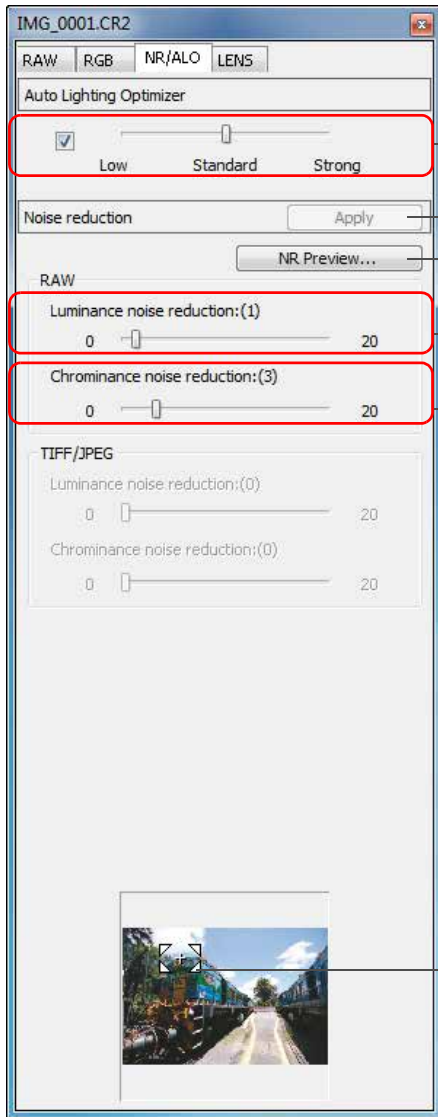 IMG_0001.CR2
RAW RGB NR/ALO LENS
Auto Lighting Optimizer
Low Standard Strong
Noise reduction Apply
NR Preview...
RAW
Luminance noise reduction:(1)
0 20
Chrominance noise reduction:(3)
0 20
TIFF/JPEG
Luminance noise reduction:(0)
0 20
Chrominance noise reduction:(0)
0 20